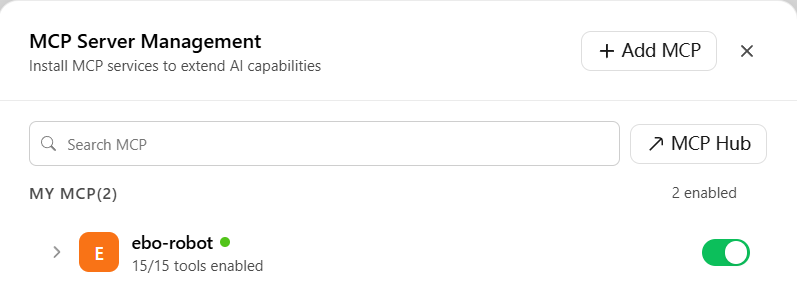 MCP Server Management
Install MCP services to extend AI capabilities
+ Add MCP
Search MCP
MCP Hub
MY MCP(2)
2 enabled
E
ebo-robot
15/15 tools enabled